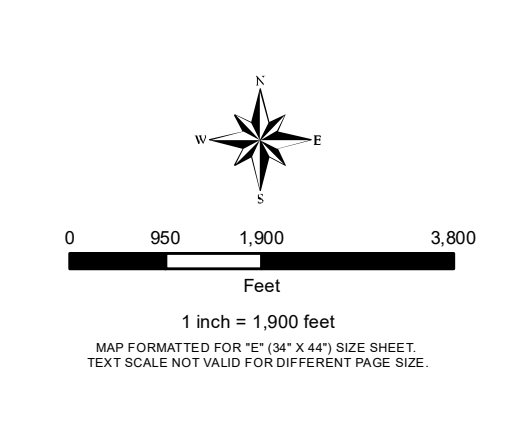 N
W E
S
0 950 1,900 3,800
Feet
1 inch = 1,900 feet
MAP FORMATTED FOR "E" (34" X 44") SIZE SHEET.
TEXT SCALE NOT VALID FOR DIFFERENT PAGE SIZE.